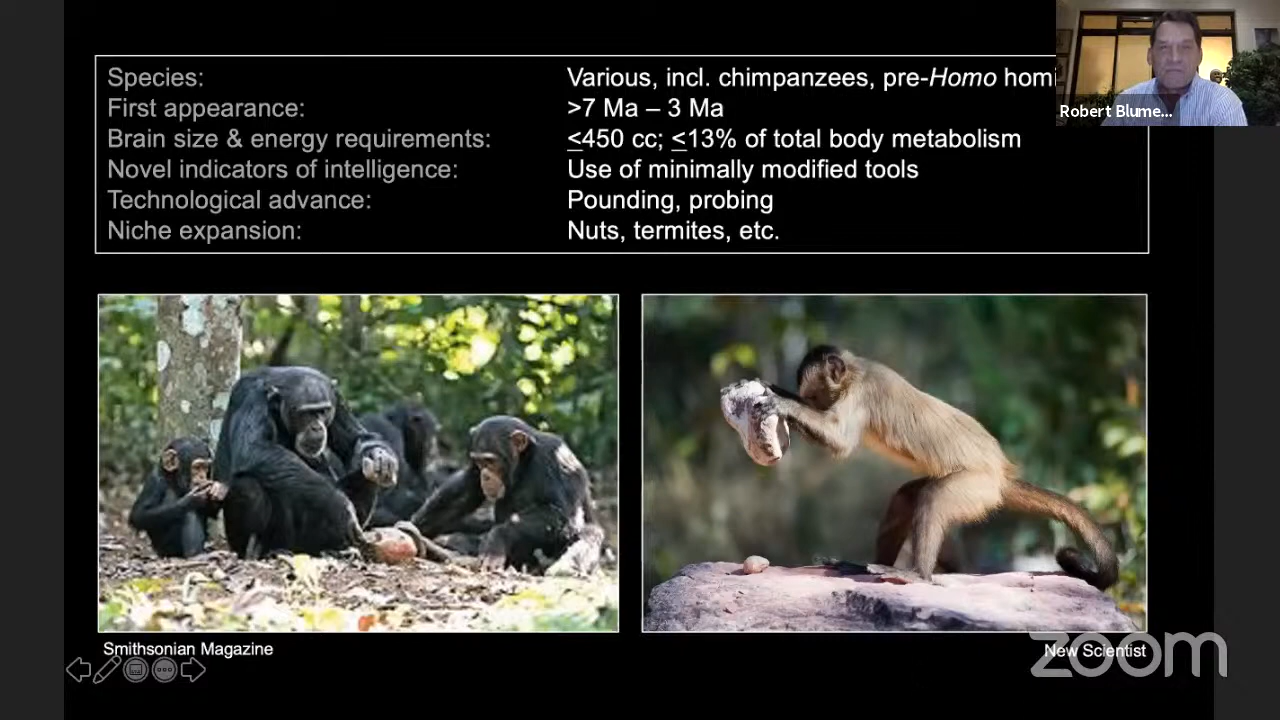 Species: Various, incl. chimpanzees, pre-Homo homi
First appearance: >7 Ma – 3 Ma
Brain size & energy requirements: ≤450 cc; ≤13% of total body metabolism
Novel indicators of intelligence: Use of minimally modified tools
Technological advance: Pounding, probing
Niche expansion: Nuts, termites, etc.
Robert Blume...
Smithsonian Magazine
New Scientist
zoom